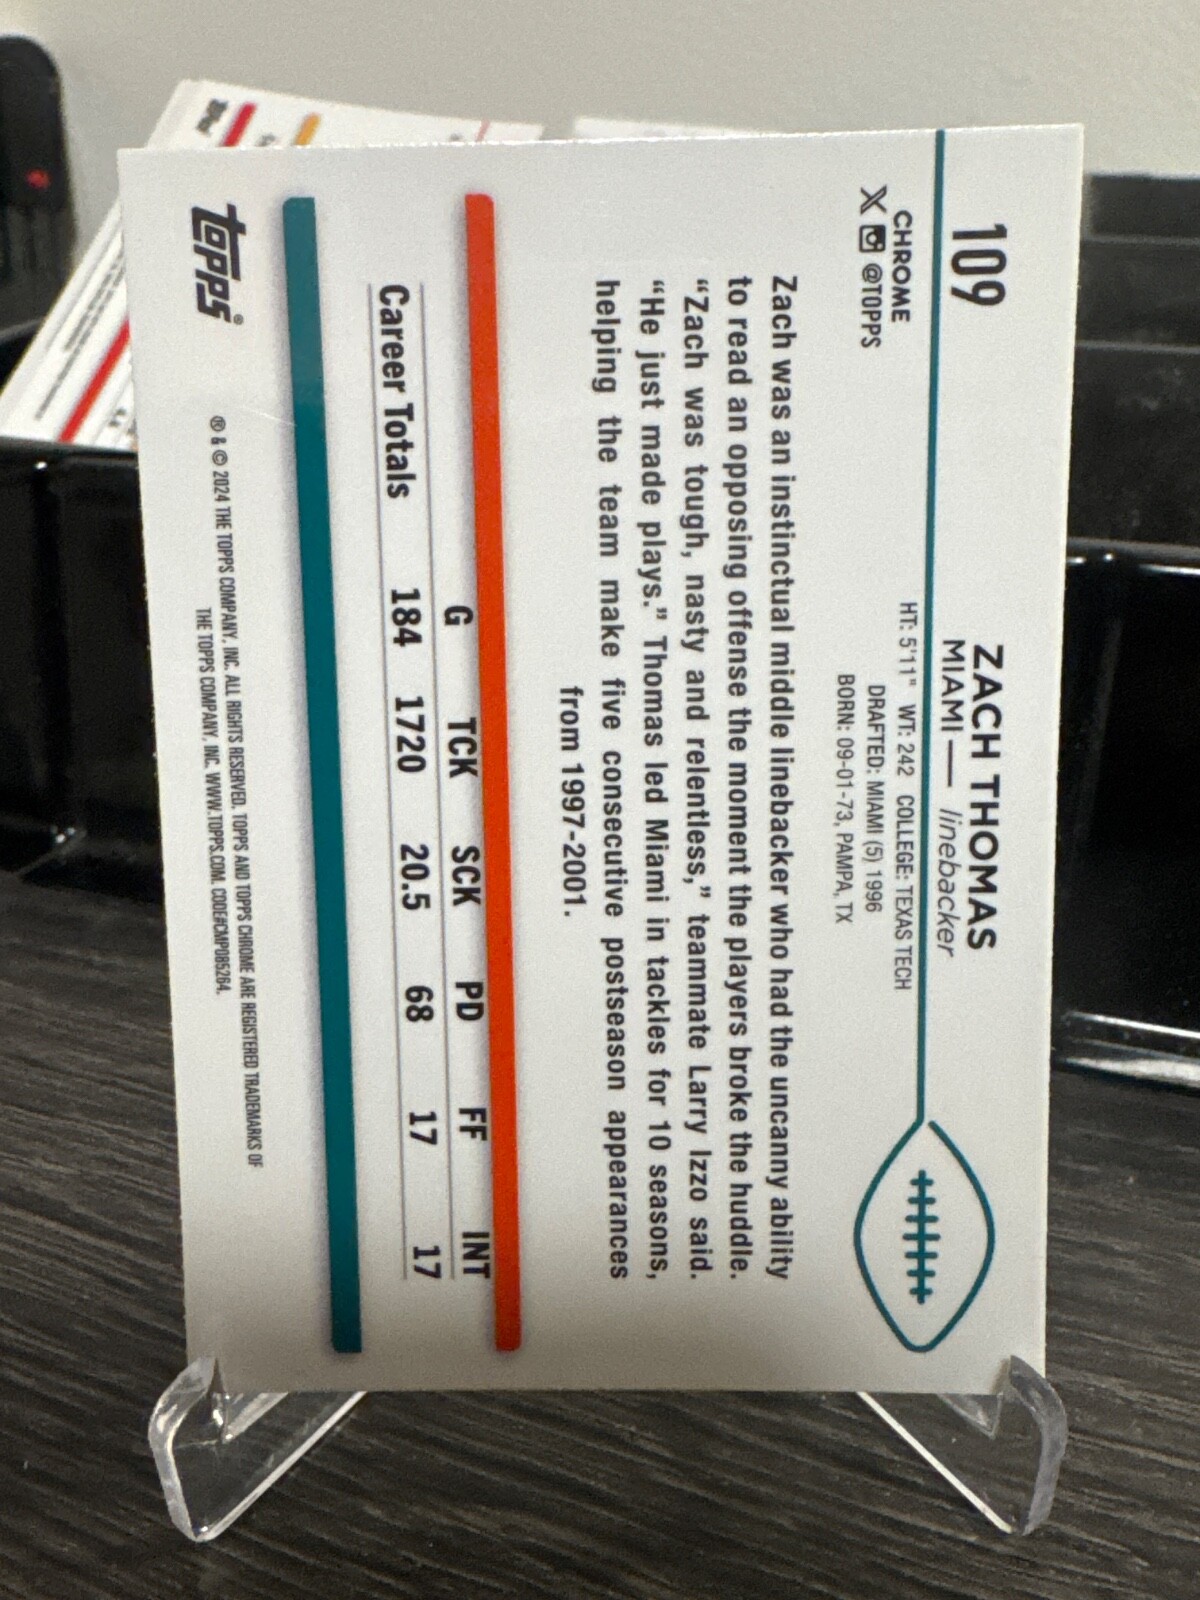 109
ZACH THOMAS
MIAMI — linebacker
CHROME
X @TOPPS
HT: 5'11" WT: 242 COLLEGE: TEXAS TECH
DRAFTED: MIAMI (5) 1996
BORN: 09-01-73, PAMPA, TX
Zach was an instinctual middle linebacker who had the uncanny ability
to read an opposing offense the moment the players broke the huddle.
“Zach was tough, nasty and relentless,” teammate Larry Izzo said.
“He just made plays.” Thomas led Miami in tackles for 10 seasons,
helping the team make five consecutive postseason appearances
from 1997-2001.
G TCK SCK PD FF INT
Career Totals 184 1720 20.5 68 17 17
topps®
® & © 2024 THE TOPPS COMPANY, INC. ALL RIGHTS RESERVED. TOPPS AND TOPPS CHROME ARE REGISTERED TRADEMARKS OF
THE TOPPS COMPANY, INC. WWW.TOPPS.COM. CODE#CMP085264.